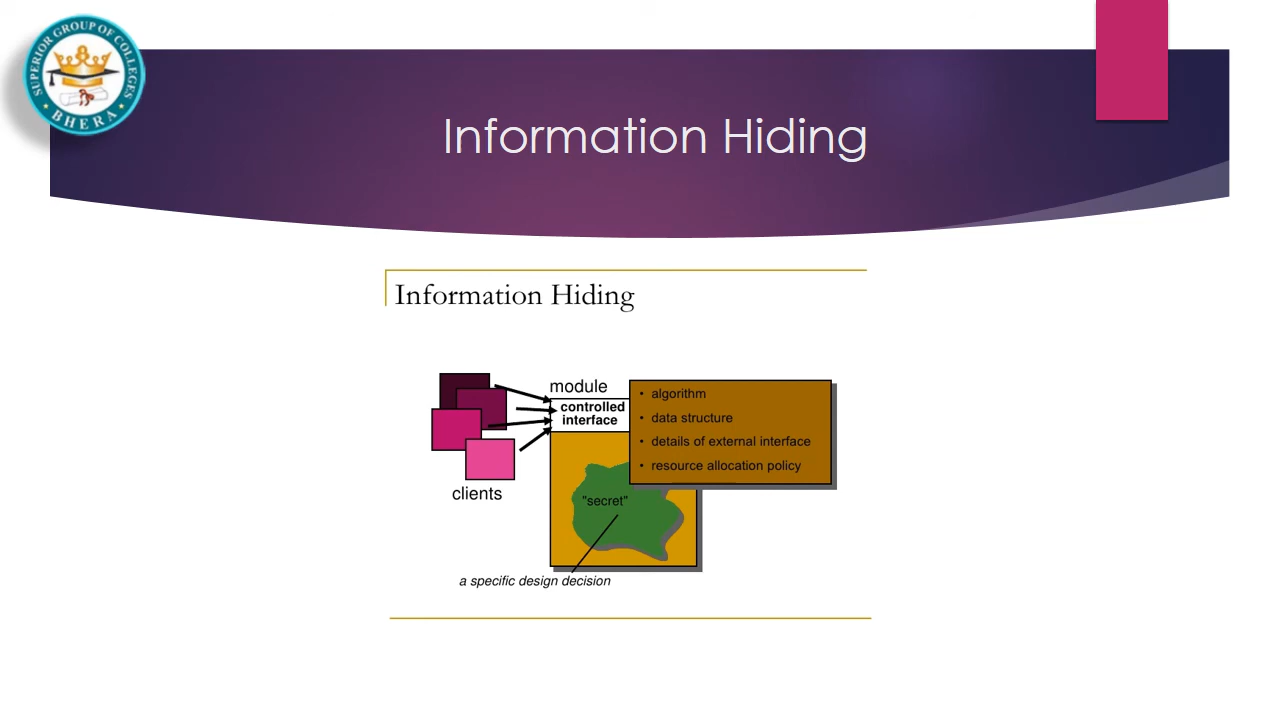 SUPERIOR GROUP OF COLLEGES
BHERA
Information Hiding
Information Hiding
module
controlled
interface
• algorithm
• data structure
• details of external interface
• resource allocation policy
clients
"secret"
a specific design decision